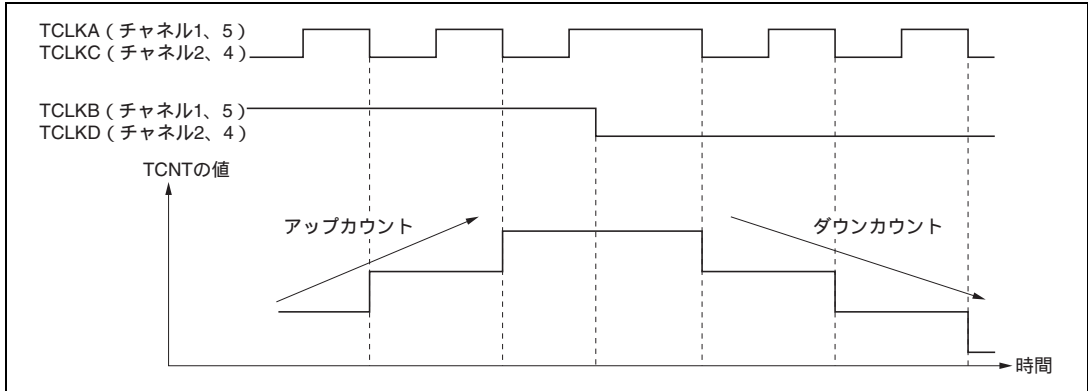 TCLKA(チャネル1、5)
TCLKC(チャネル2、4)
TCLKB(チャネル1、5)
TCLKD(チャネル2、4)
TCNTの値
アップカウント
ダウンカウント
時間